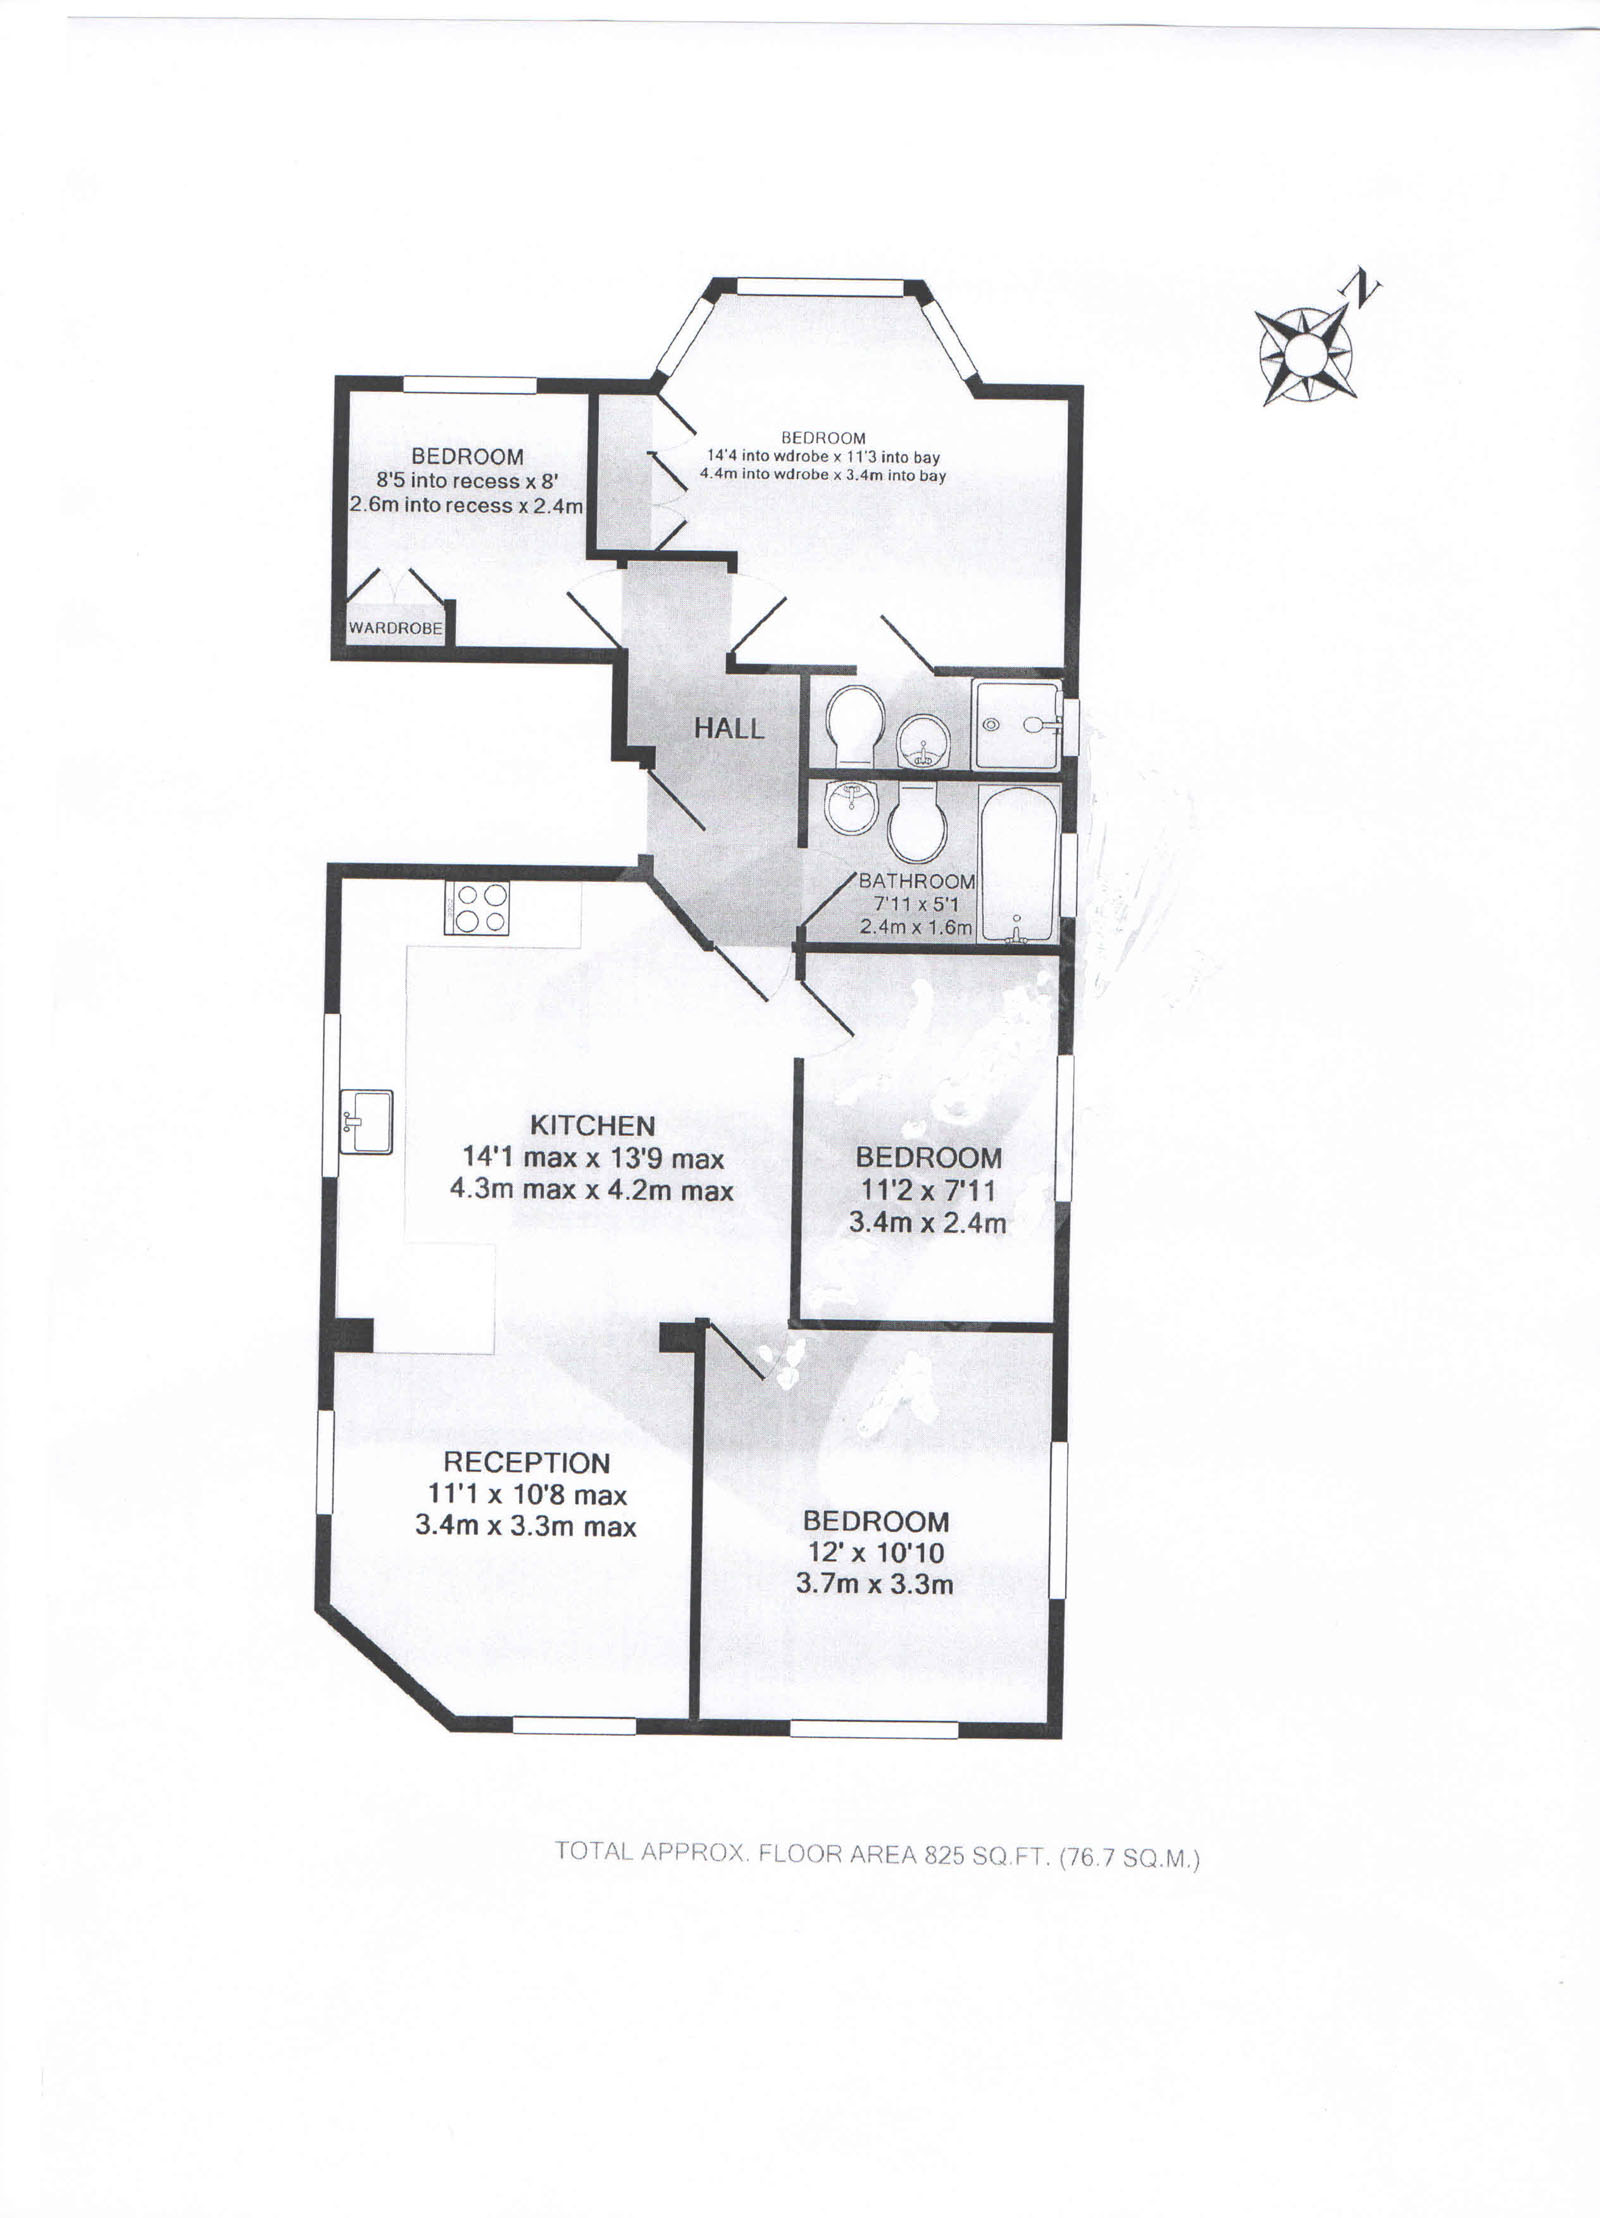 N
BEDROOM
14'4 into wdrobe x 11'3 into bay
4.4m into wdrobe x 3.4m into bay
BEDROOM
8'5 into recess x 8'
2.6m into recess x 2.4m
WARDROBE
HALL
BATHROOM
7'11 x 5'1
2.4m x 1.6m
KITCHEN
14'1 max x 13'9 max
4.3m max x 4.2m max
BEDROOM
11'2 x 7'11
3.4m x 2.4m
RECEPTION
11'1 x 10'8 max
3.4m x 3.3m max
BEDROOM
12' x 10'10
3.7m x 3.3m
TOTAL APPROX. FLOOR AREA 825 SQ.FT. (76.7 SQ.M.)